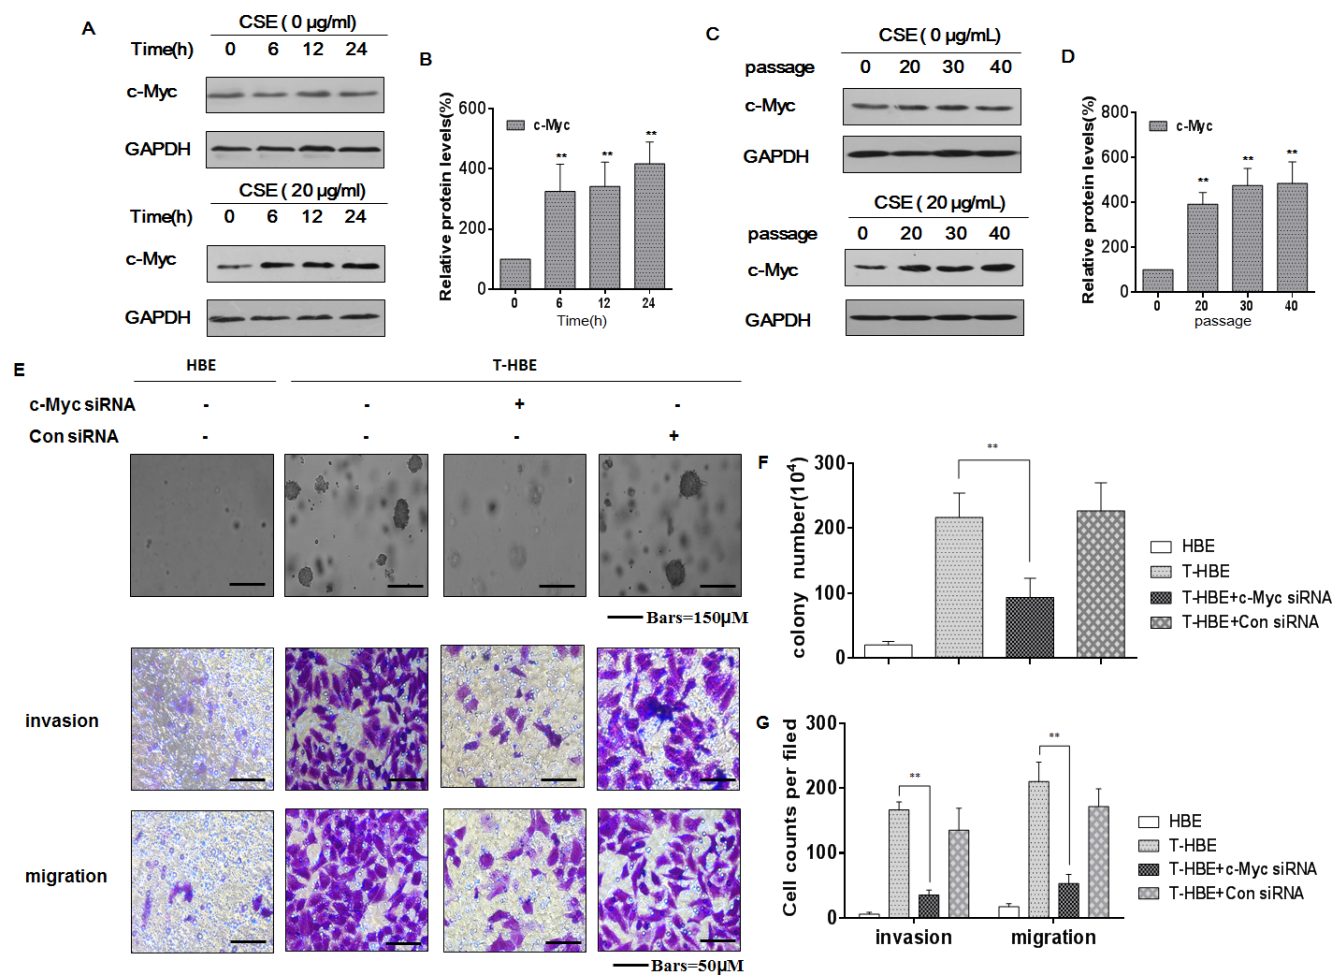 A
CSE ( 0 µg/ml)
Time(h) 0 6 12 24
c-Myc
GAPDH
CSE ( 20 µg/ml)
Time(h) 0 6 12 24
c-Myc
GAPDH
B
Relative protein levels(%)
600
400
200
0
c-Myc
** ** **
0 6 12 24
Time(h)
C
CSE ( 0 µg/mL)
passage 0 20 30 40
c-Myc
GAPDH
CSE ( 20 µg/mL)
passage 0 20 30 40
c-Myc
GAPDH
D
Relative protein levels(%)
800
600
400
200
0
c-Myc
** ** **
0 20 30 40
passage
E
HBE T-HBE
c-Myc siRNA - - + -
Con siRNA - - - +
Bars=150µM
invasion
migration
Bars=50µM
F
colony number(10⁴)
300
200
100
0
**
HBE
T-HBE
T-HBE+c-Myc siRNA
T-HBE+Con siRNA
G
Cell counts per filed
300
200
100
0
** **
invasion migration
HBE
T-HBE
T-HBE+c-Myc siRNA
T-HBE+Con siRNA